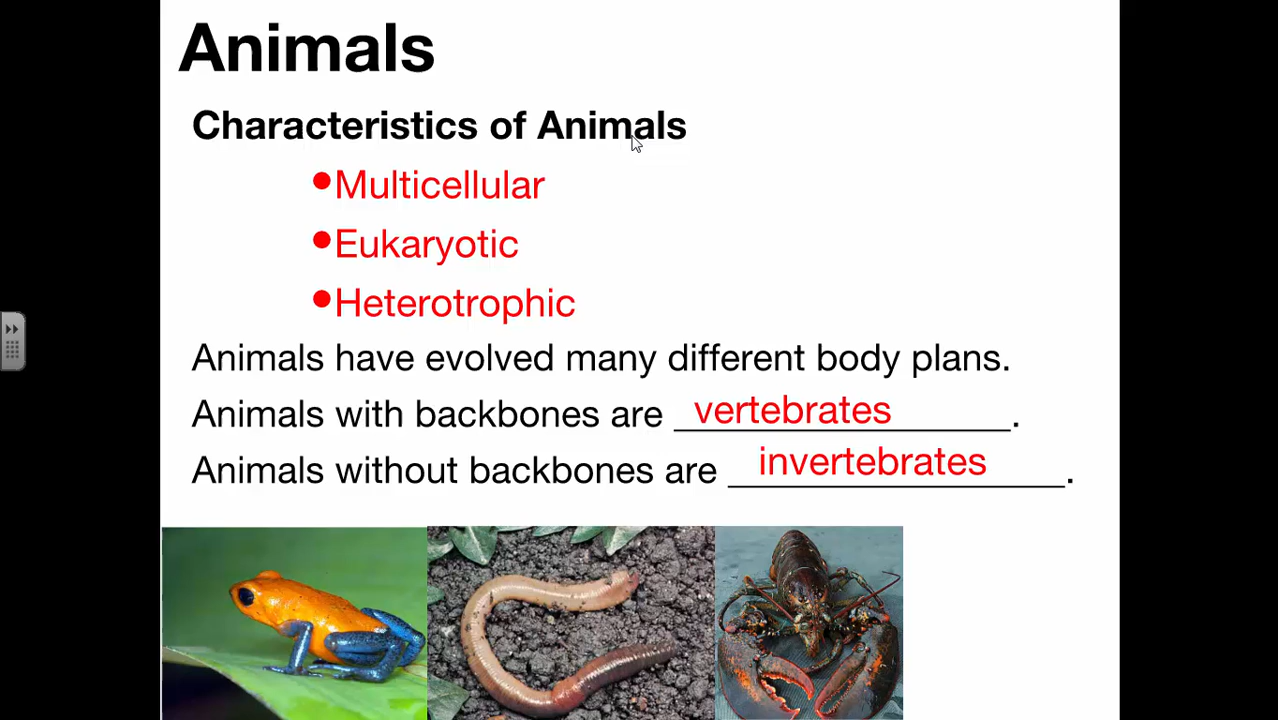 Animals
Characteristics of Animals
•Multicellular
•Eukaryotic
•Heterotrophic
Animals have evolved many different body plans.
Animals with backbones are vertebrates.
Animals without backbones are invertebrates.